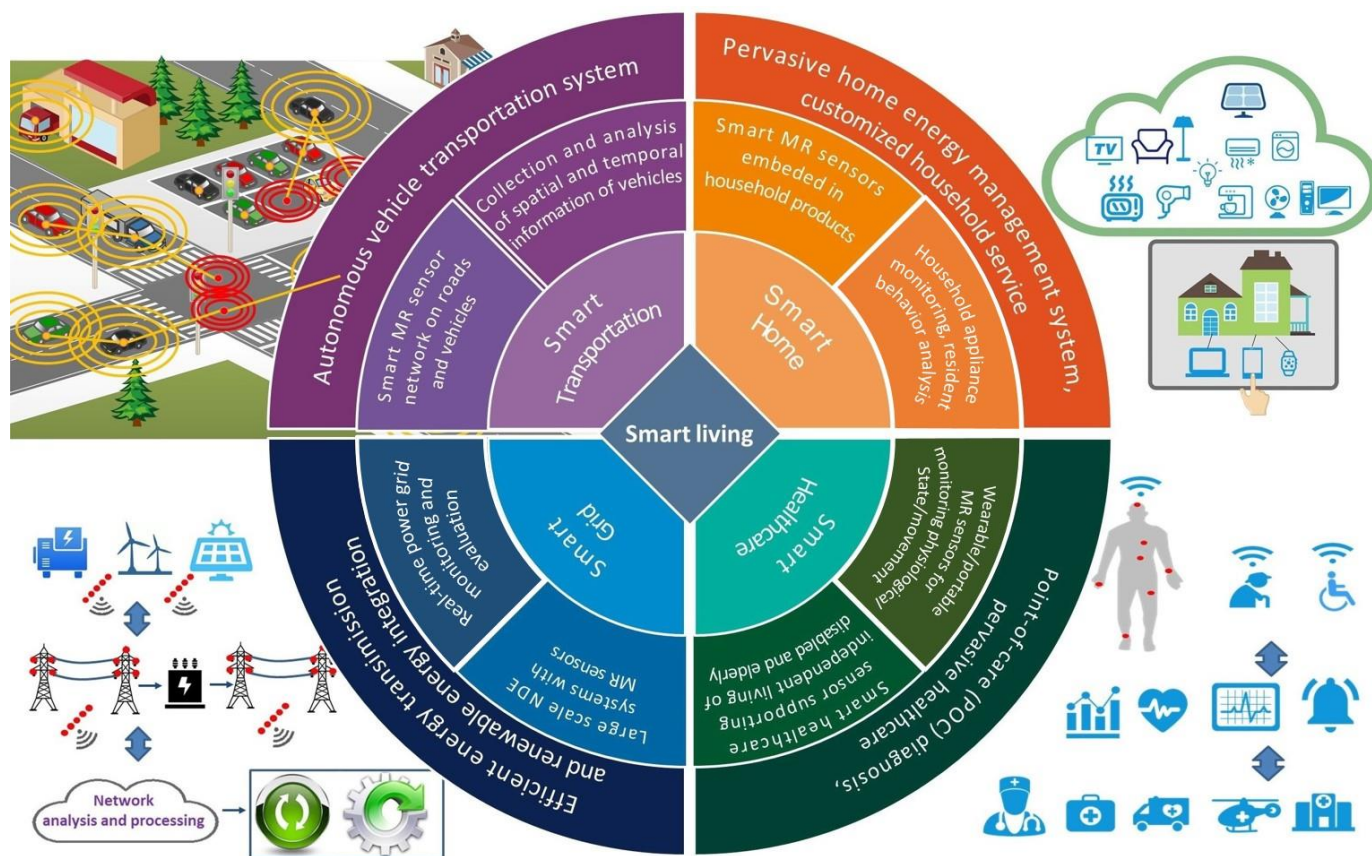 Autonomous vehicle transportation system
Collection and analysis
of spatial and temporal
information of vehicles
Smart MR sensor
network on roads
and vehicles
Smart
Transportation
Pervasive home energy management system,
customized household service
Smart MR sensors
embeded in
household products
Household appliance
monitoring, resident
behavior analysis
Smart
Home
TV
Smart living
Real-time power grid
monitoring and
evaluation
Smart
Grid
Large scale NDE
systems with
MR sensors
Efficient energy transimission
and renewable energy integration
Smart
Healthcare
Wearable/portable
MR sensors for
monitoring physiological/
State/movement
Smart healthcare
sensor supporting
independent living of
disabled and elderly
Point-of-care (POC) diagnosis,
pervasive healthcare
Network
analysis and processing